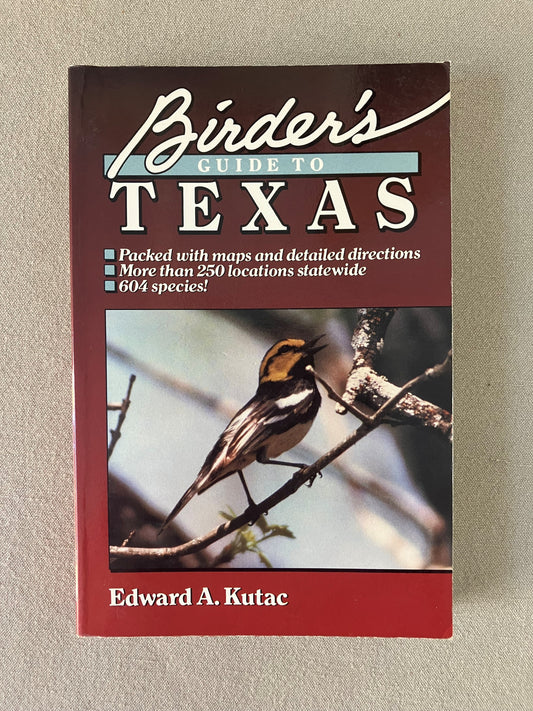 Birder's
GUIDE TO
TEXAS
Packed with maps and detailed directions
More than 250 locations statewide
604 species!
Edward A. Kutac